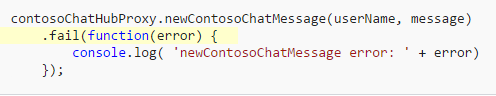 contosoChatHubProxy.newContosoChatMessage(userName, message)
    .fail(function(error) {
        console.log( 'newContosoChatMessage error: ' + error)
    });